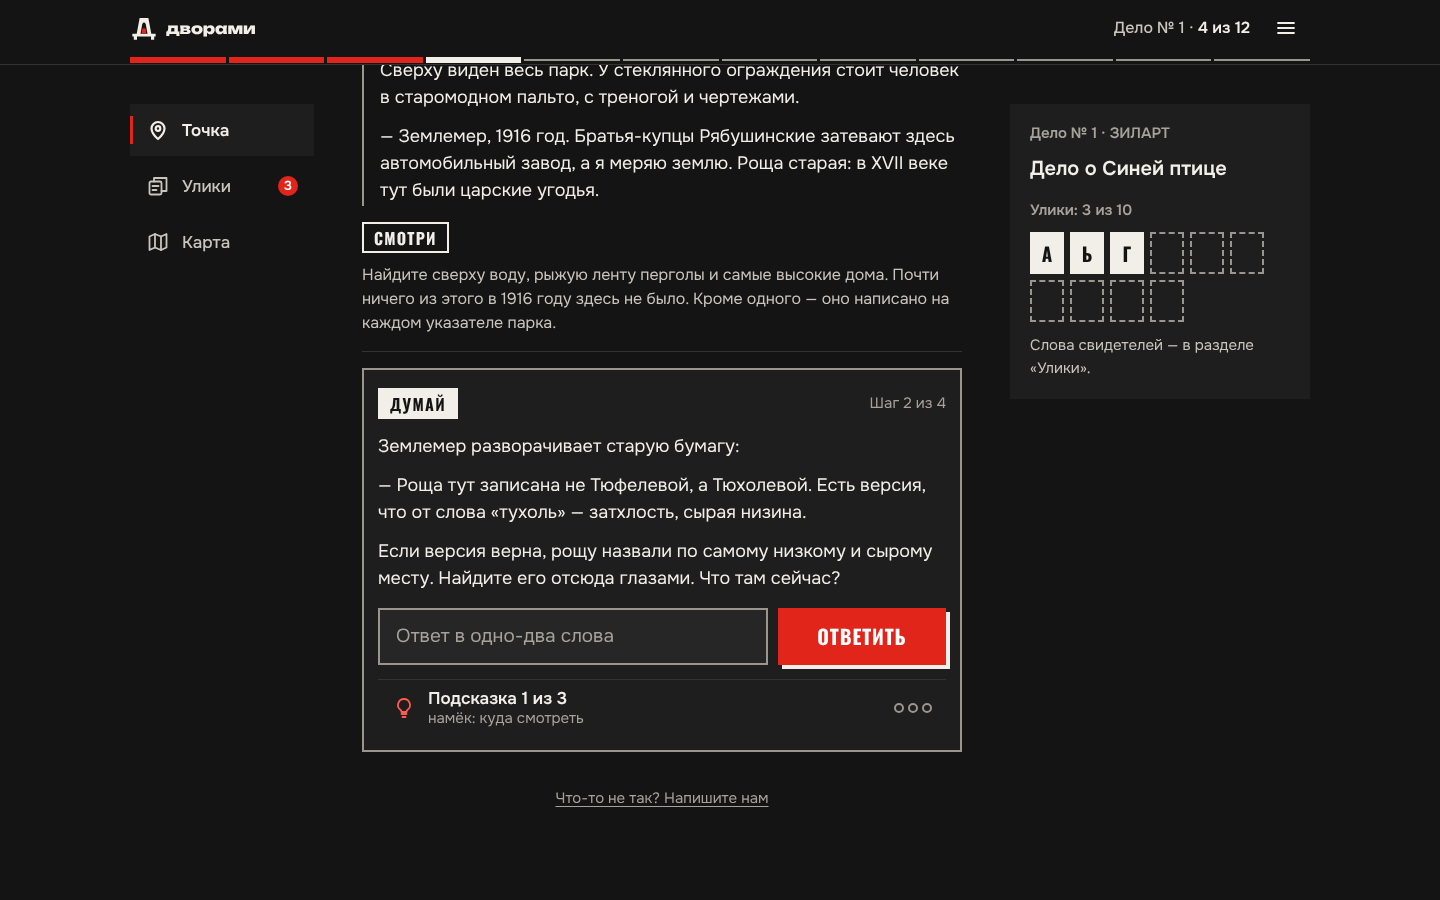 Д дворами
Дело № 1 · 4 из 12
Точка
Улики 3
Карта
Сверху виден весь парк. У стеклянного ограждения стоит человек
в старомодном пальто, с треногой и чертежами.
— Землемер, 1916 год. Братья-купцы Рябушинские затевают здесь
автомобильный завод, а я меряю землю. Роща старая: в XVII веке
тут были царские угодья.
СМОТРИ
Найдите сверху воду, рыжую ленту перголы и самые высокие дома. Почти
ничего из этого в 1916 году здесь не было. Кроме одного — оно написано на
каждом указателе парка.
ДУМАЙ
Шаг 2 из 4
Землемер разворачивает старую бумагу:
— Роща тут записана не Тюфелевой, а Тюхолевой. Есть версия,
что от слова «тухоль» — затхлость, сырая низина.
Если версия верна, рощу назвали по самому низкому и сырому
месту. Найдите его отсюда глазами. Что там сейчас?
Ответ в одно-два слова
ОТВЕТИТЬ
Подсказка 1 из 3
намёк: куда смотреть
Что-то не так? Напишите нам
Дело № 1 · ЗИЛАРТ
Дело о Синей птице
Улики: 3 из 10
А Ь Г
Слова свидетелей — в разделе
«Улики».